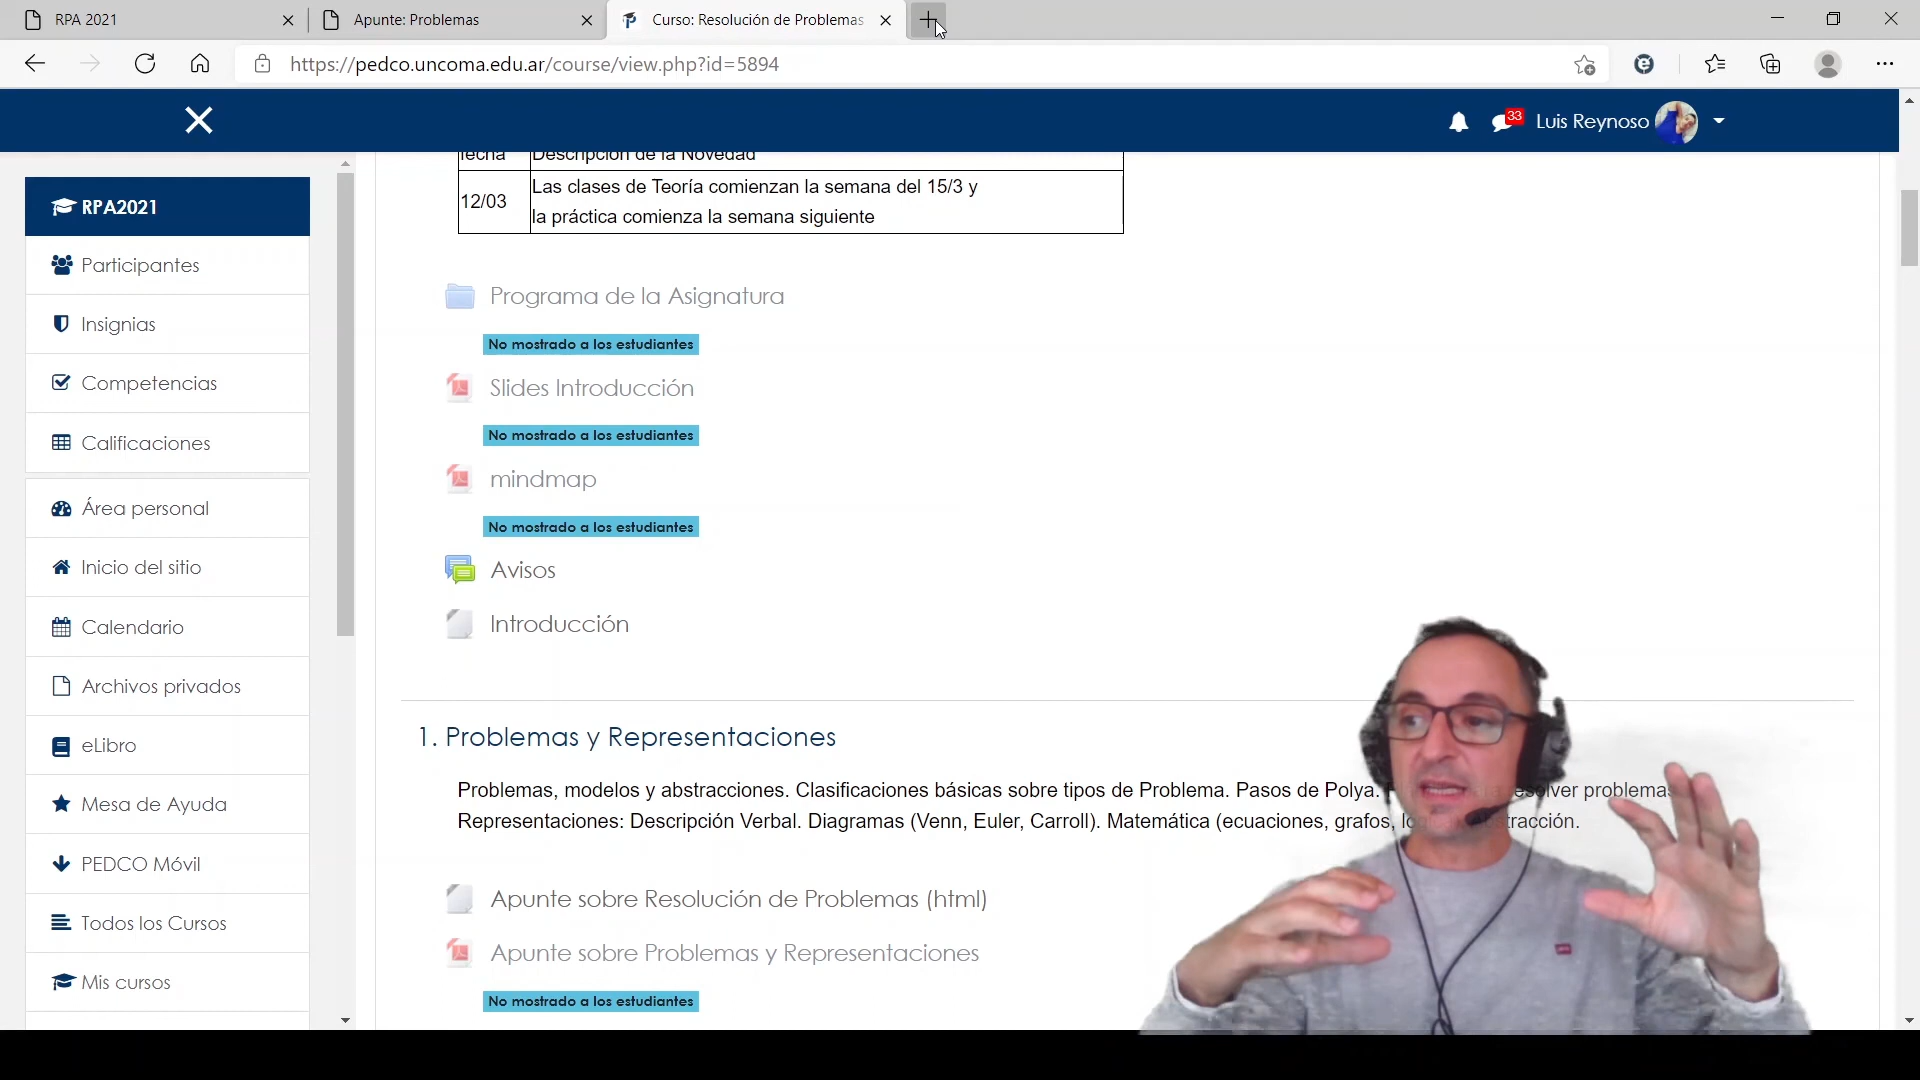 RPA 2021
Apunte: Problemas
Curso: Resolución de Problemas
https://pedco.uncoma.edu.ar/course/view.php?id=5894
33
Luis Reynoso
RPA2021
Participantes
Insignias
Competencias
Calificaciones
Área personal
Inicio del sitio
Calendario
Archivos privados
eLibro
Mesa de Ayuda
PEDCO Móvil
Todos los Cursos
Mis cursos
fecha
Descripción de la Novedad
12/03
Las clases de Teoría comienzan la semana del 15/3 y
la práctica comienza la semana siguiente
Programa de la Asignatura
No mostrado a los estudiantes
Slides Introducción
No mostrado a los estudiantes
mindmap
No mostrado a los estudiantes
Avisos
Introducción
1. Problemas y Representaciones
Problemas, modelos y abstracciones. Clasificaciones básicas sobre tipos de Problema. Pasos de Polya. resolver problemas
Representaciones: Descripción Verbal. Diagramas (Venn, Euler, Carroll). Matemática (ecuaciones, grafos,
Apunte sobre Resolución de Problemas (html)
Apunte sobre Problemas y Representaciones
No mostrado a los estudiantes